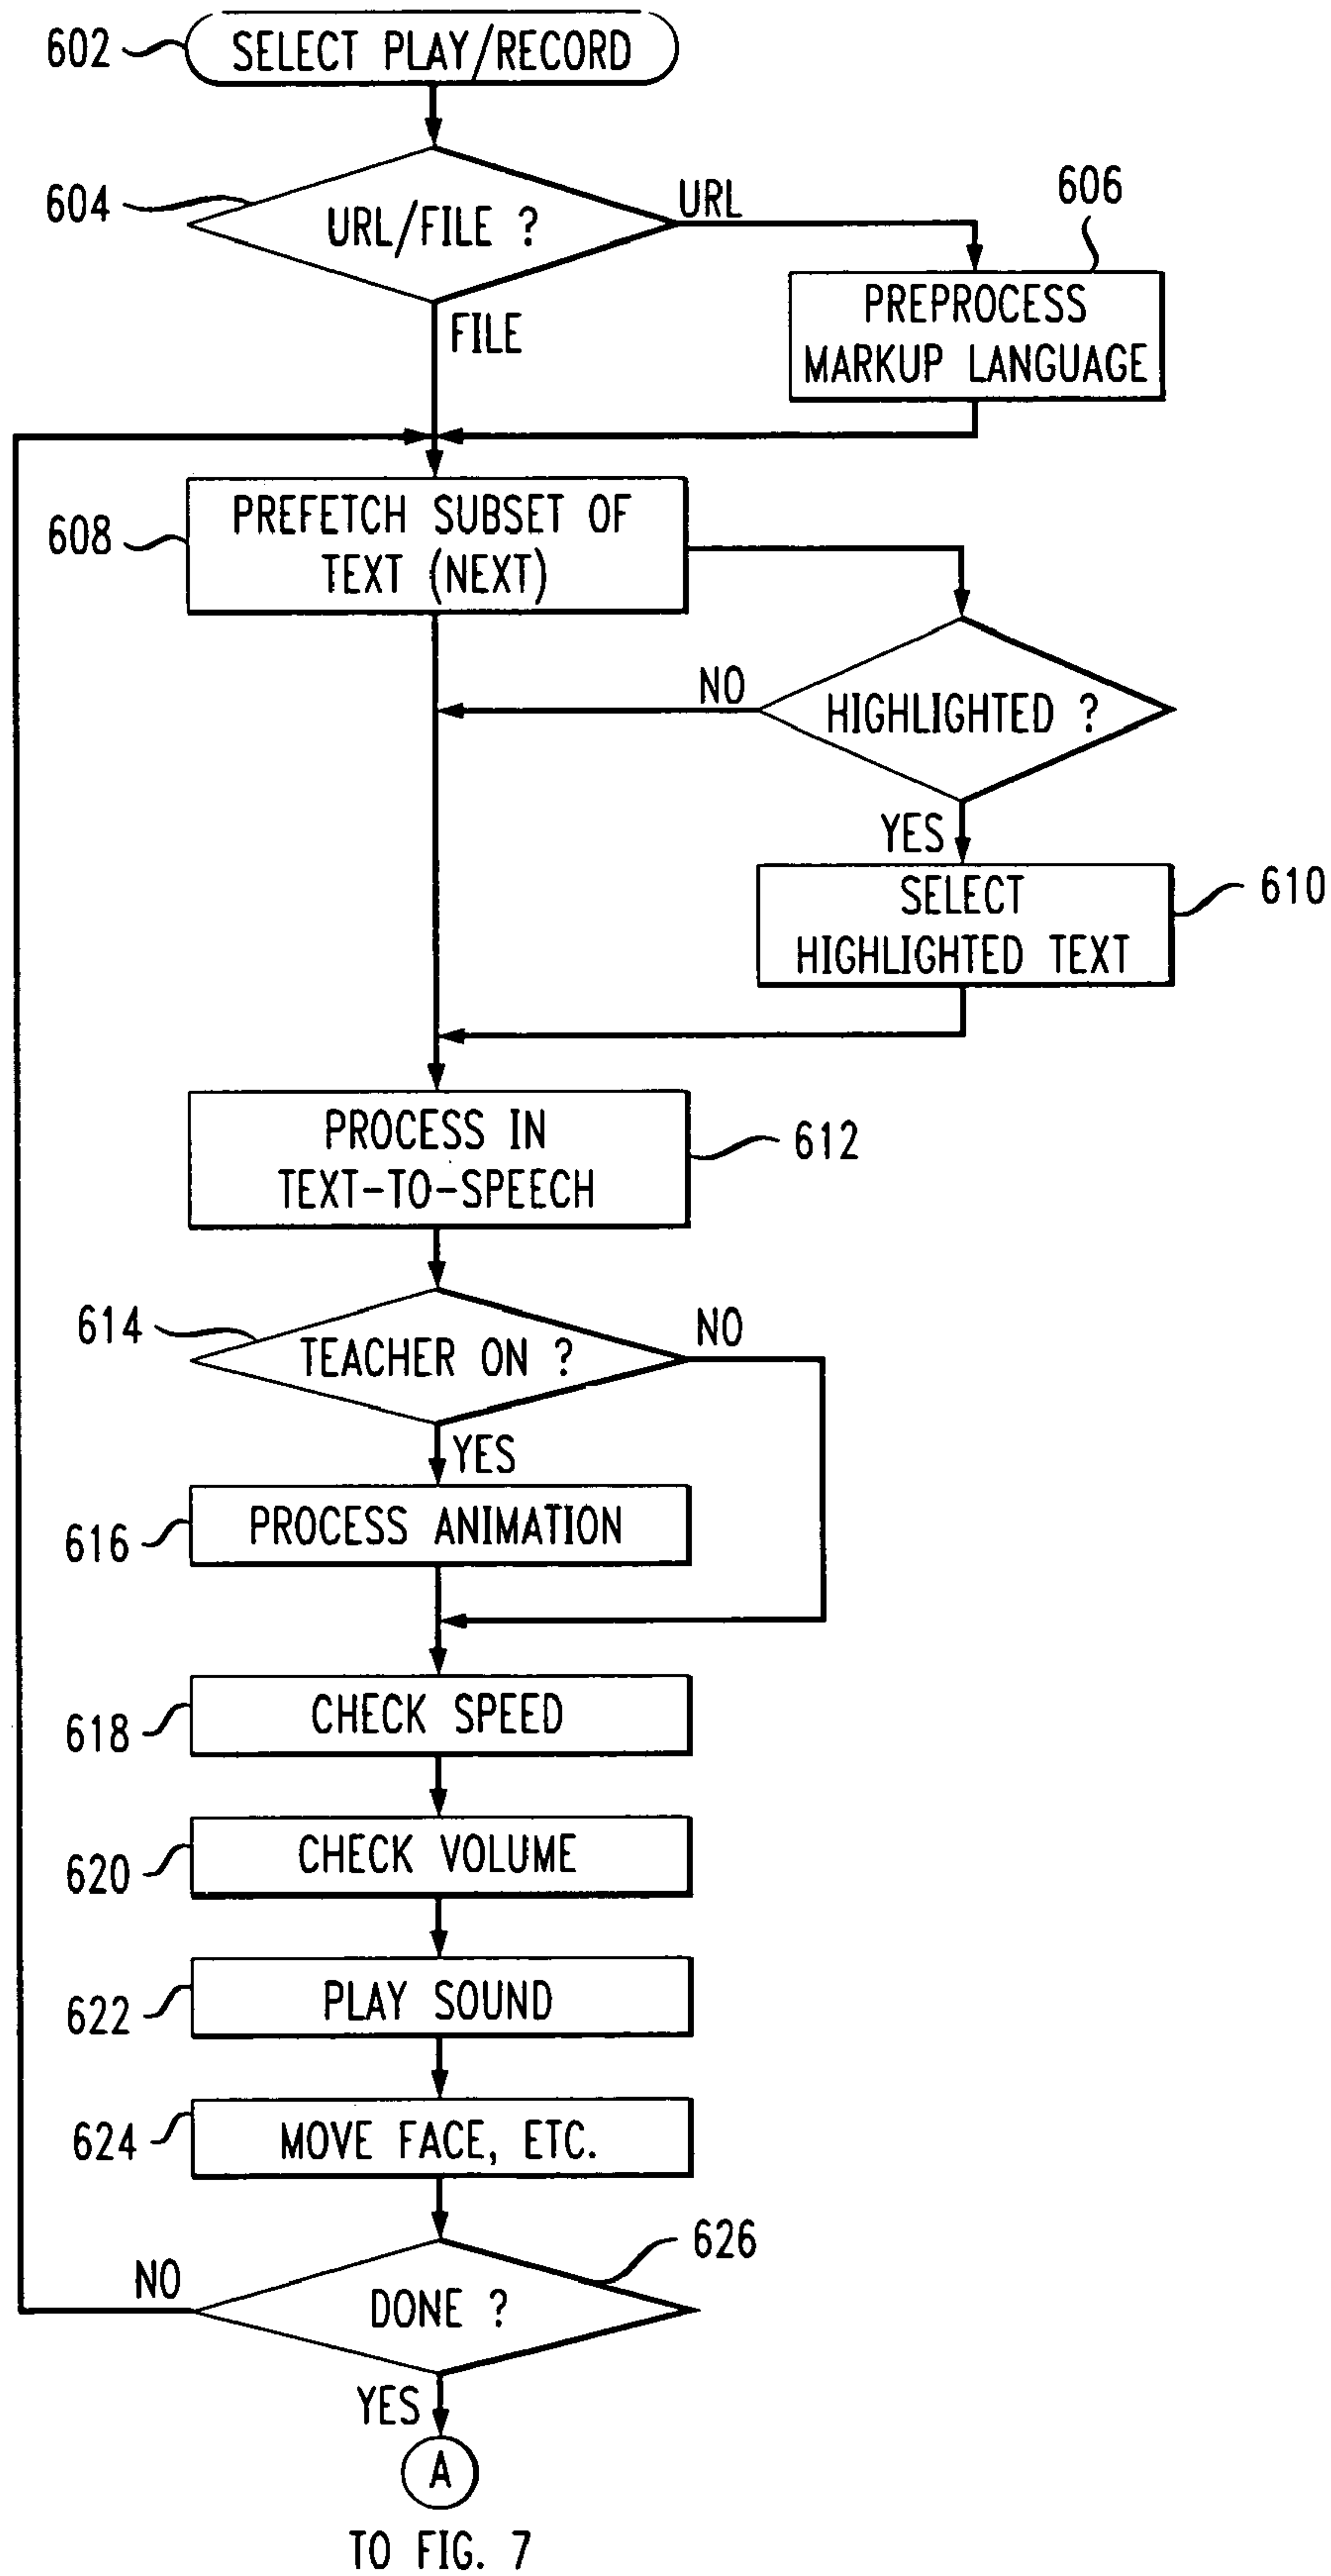 602
SELECT PLAY/RECORD
604
URL/FILE ?
URL
606
PREPROCESS
MARKUP LANGUAGE
FILE
608
PREFETCH SUBSET OF
TEXT (NEXT)
NO
HIGHLIGHTED ?
YES
SELECT
HIGHLIGHTED TEXT
610
PROCESS IN
TEXT-TO-SPEECH
612
614
TEACHER ON ?
NO
YES
616
PROCESS ANIMATION
618
CHECK SPEED
620
CHECK VOLUME
622
PLAY SOUND
624
MOVE FACE, ETC.
626
NO
DONE ?
YES
A
TO FIG. 7